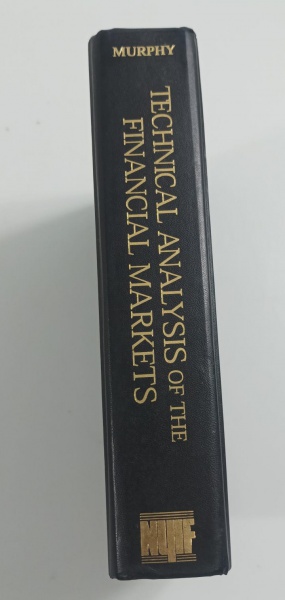 MURPHY
TECHNICAL ANALYSIS OF THE
FINANCIAL MARKETS
NYIF